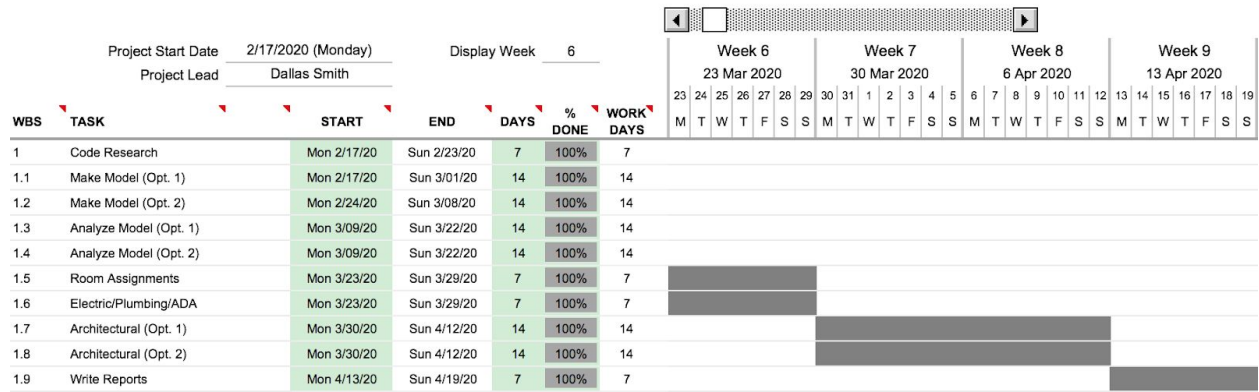 Project Start Date 2/17/2020 (Monday) Display Week 6 Week 6 Week 7 Week 8 Week 9
Project Lead Dallas Smith 23 Mar 2020 30 Mar 2020 6 Apr 2020 13 Apr 2020
23 24 25 26 27 28 29 30 31 1 2 3 4 5 6 7 8 9 10 11 12 13 14 15 16 17 18 19
WBS TASK START END DAYS % DONE WORK DAYS M T W T F S S M T W T F S S M T W T F S S M T W T F S S
1 Code Research Mon 2/17/20 Sun 2/23/20 7 100% 7
1.1 Make Model (Opt. 1) Mon 2/17/20 Sun 3/01/20 14 100% 14
1.2 Make Model (Opt. 2) Mon 2/24/20 Sun 3/08/20 14 100% 14
1.3 Analyze Model (Opt. 1) Mon 3/09/20 Sun 3/22/20 14 100% 14
1.4 Analyze Model (Opt. 2) Mon 3/09/20 Sun 3/22/20 14 100% 14
1.5 Room Assignments Mon 3/23/20 Sun 3/29/20 7 100% 7
1.6 Electric/Plumbing/ADA Mon 3/23/20 Sun 3/29/20 7 100% 7
1.7 Architectural (Opt. 1) Mon 3/30/20 Sun 4/12/20 14 100% 14
1.8 Architectural (Opt. 2) Mon 3/30/20 Sun 4/12/20 14 100% 14
1.9 Write Reports Mon 4/13/20 Sun 4/19/20 7 100% 7